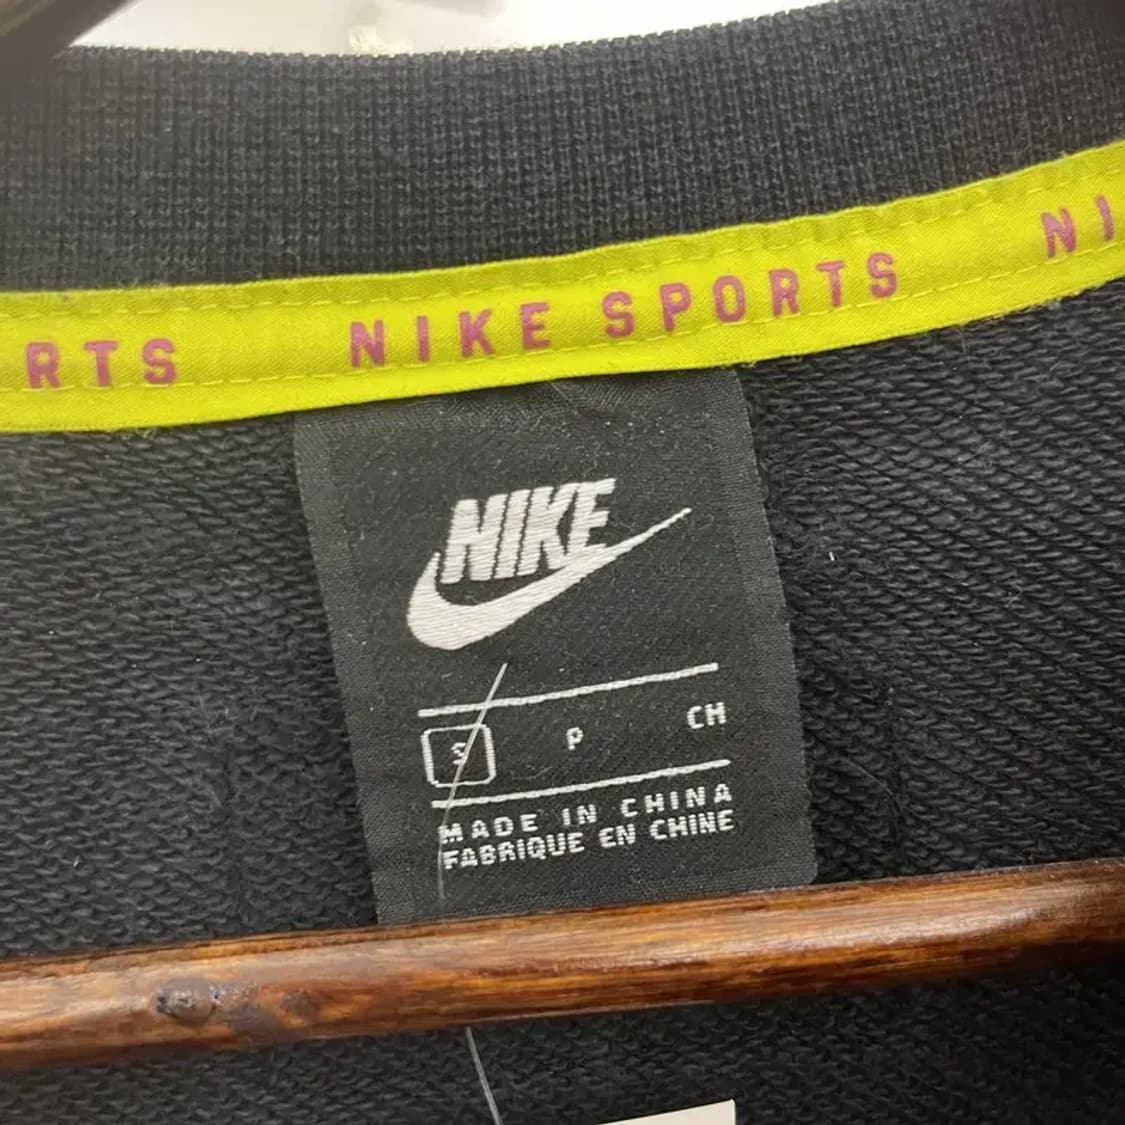 RTS NIKE SPORTS NI
NIKE
S P CH
MADE IN CHINA
FABRIQUE EN CHINE